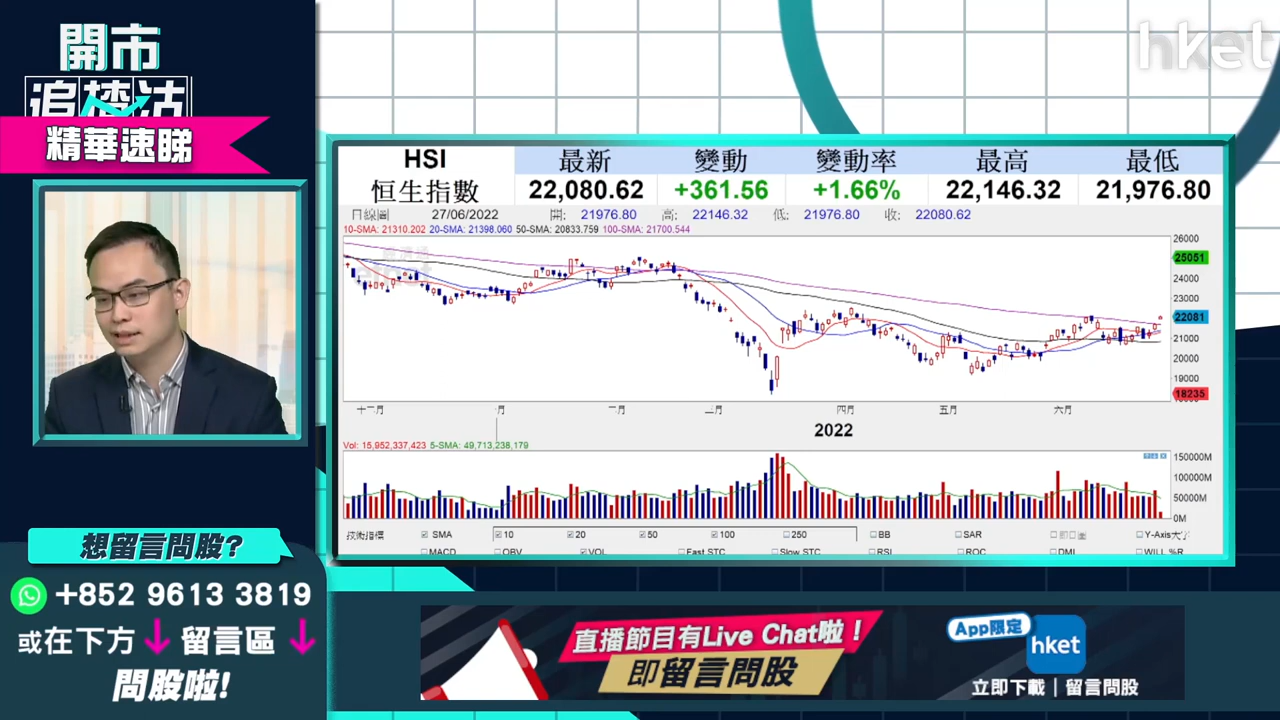 開市
追揸沽
精華速睇
hket
HSI 最新 變動 變動率 最高 最低
恒生指數 22,080.62 +361.56 +1.66% 22,146.32 21,976.80
日線圖 27/06/2022 開: 21976.80 高: 22146.32 低: 21976.80 收: 22080.62
10-SMA: 21310.202 20-SMA: 21398.060 50-SMA: 20833.759 100-SMA: 21700.544
26000
25051
24000
23000
22081
21000
20000
19000
18235
十二月 一月 二月 三月 四月 五月 六月
2022
Vol: 15,952,337,423 5-SMA: 49,713,238,179
150000M
100000M
50000M
0M
技術指標 SMA 10 20 50 100 250 BB SAR Y-Axis
MACD OBV VOL Fast STC Slow STC RSI ROC DMI WILL %R
想留言問股?
+852 9613 3819
或在下方↓留言區↓
問股啦!
直播節目有Live Chat啦！
即留言問股
App限定
hket
立即下載｜留言問股